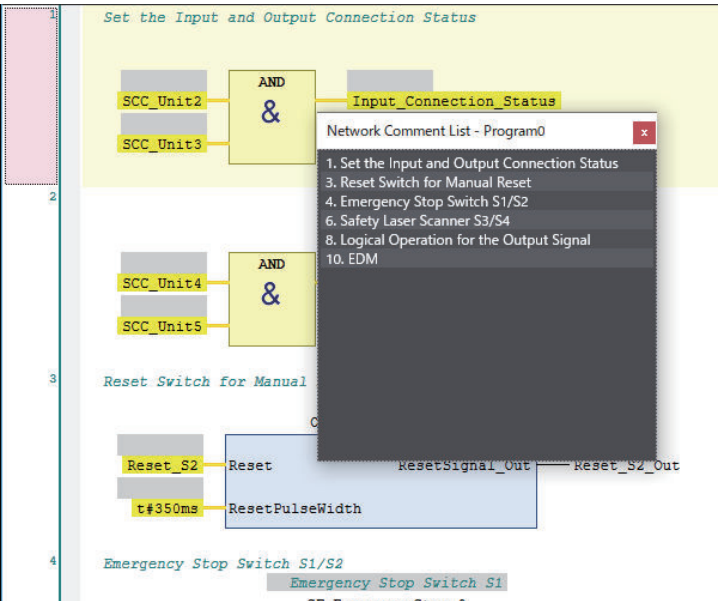 1
Set the Input and Output Connection Status
AND
&
SCC_Unit2
Input_Connection_Status
SCC_Unit3
Network Comment List - Program0
x
1. Set the Input and Output Connection Status
3. Reset Switch for Manual Reset
4. Emergency Stop Switch S1/S2
6. Safety Laser Scanner S3/S4
8. Logical Operation for the Output Signal
10. EDM
2
AND
&
SCC_Unit4
SCC_Unit5
3
Reset Switch for Manual
Reset_S2
Reset
ResetSignal_Out
Reset_S2_Out
t#350ms
ResetPulseWidth
4
Emergency Stop Switch S1/S2
Emergency Stop Switch S1